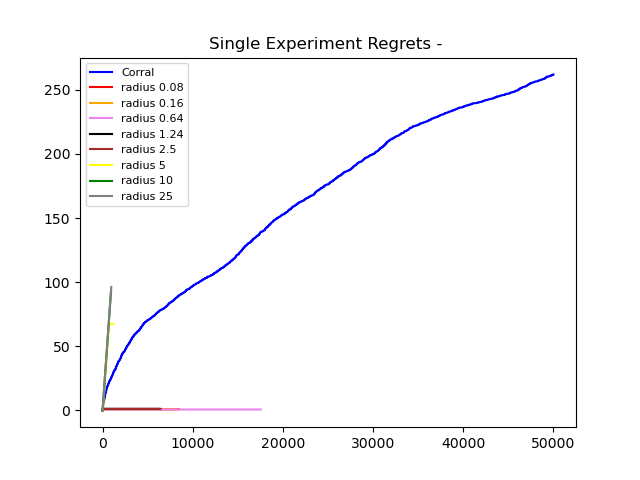 Single Experiment Regrets -
Corral
radius 0.08
radius 0.16
radius 0.64
radius 1.24
radius 2.5
radius 5
radius 10
radius 25
250
200
150
100
50
0
0 10000 20000 30000 40000 50000